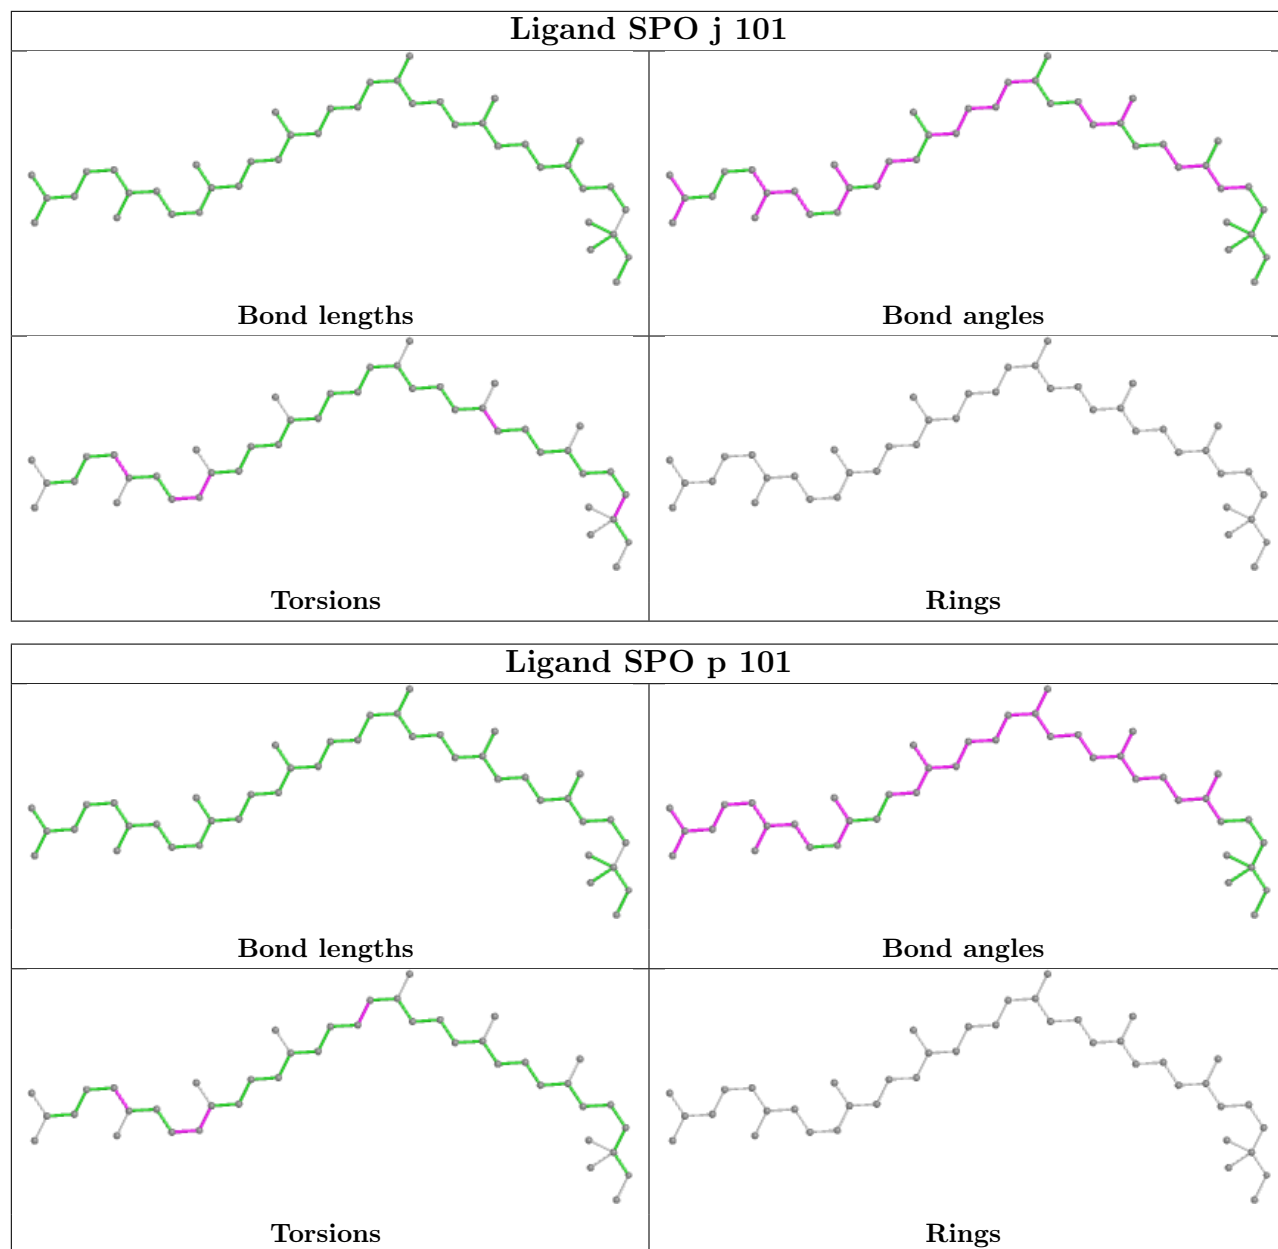 Ligand SPO j 101
Bond lengths
Bond angles
Torsions
Rings
Ligand SPO p 101
Bond lengths
Bond angles
Torsions
Rings